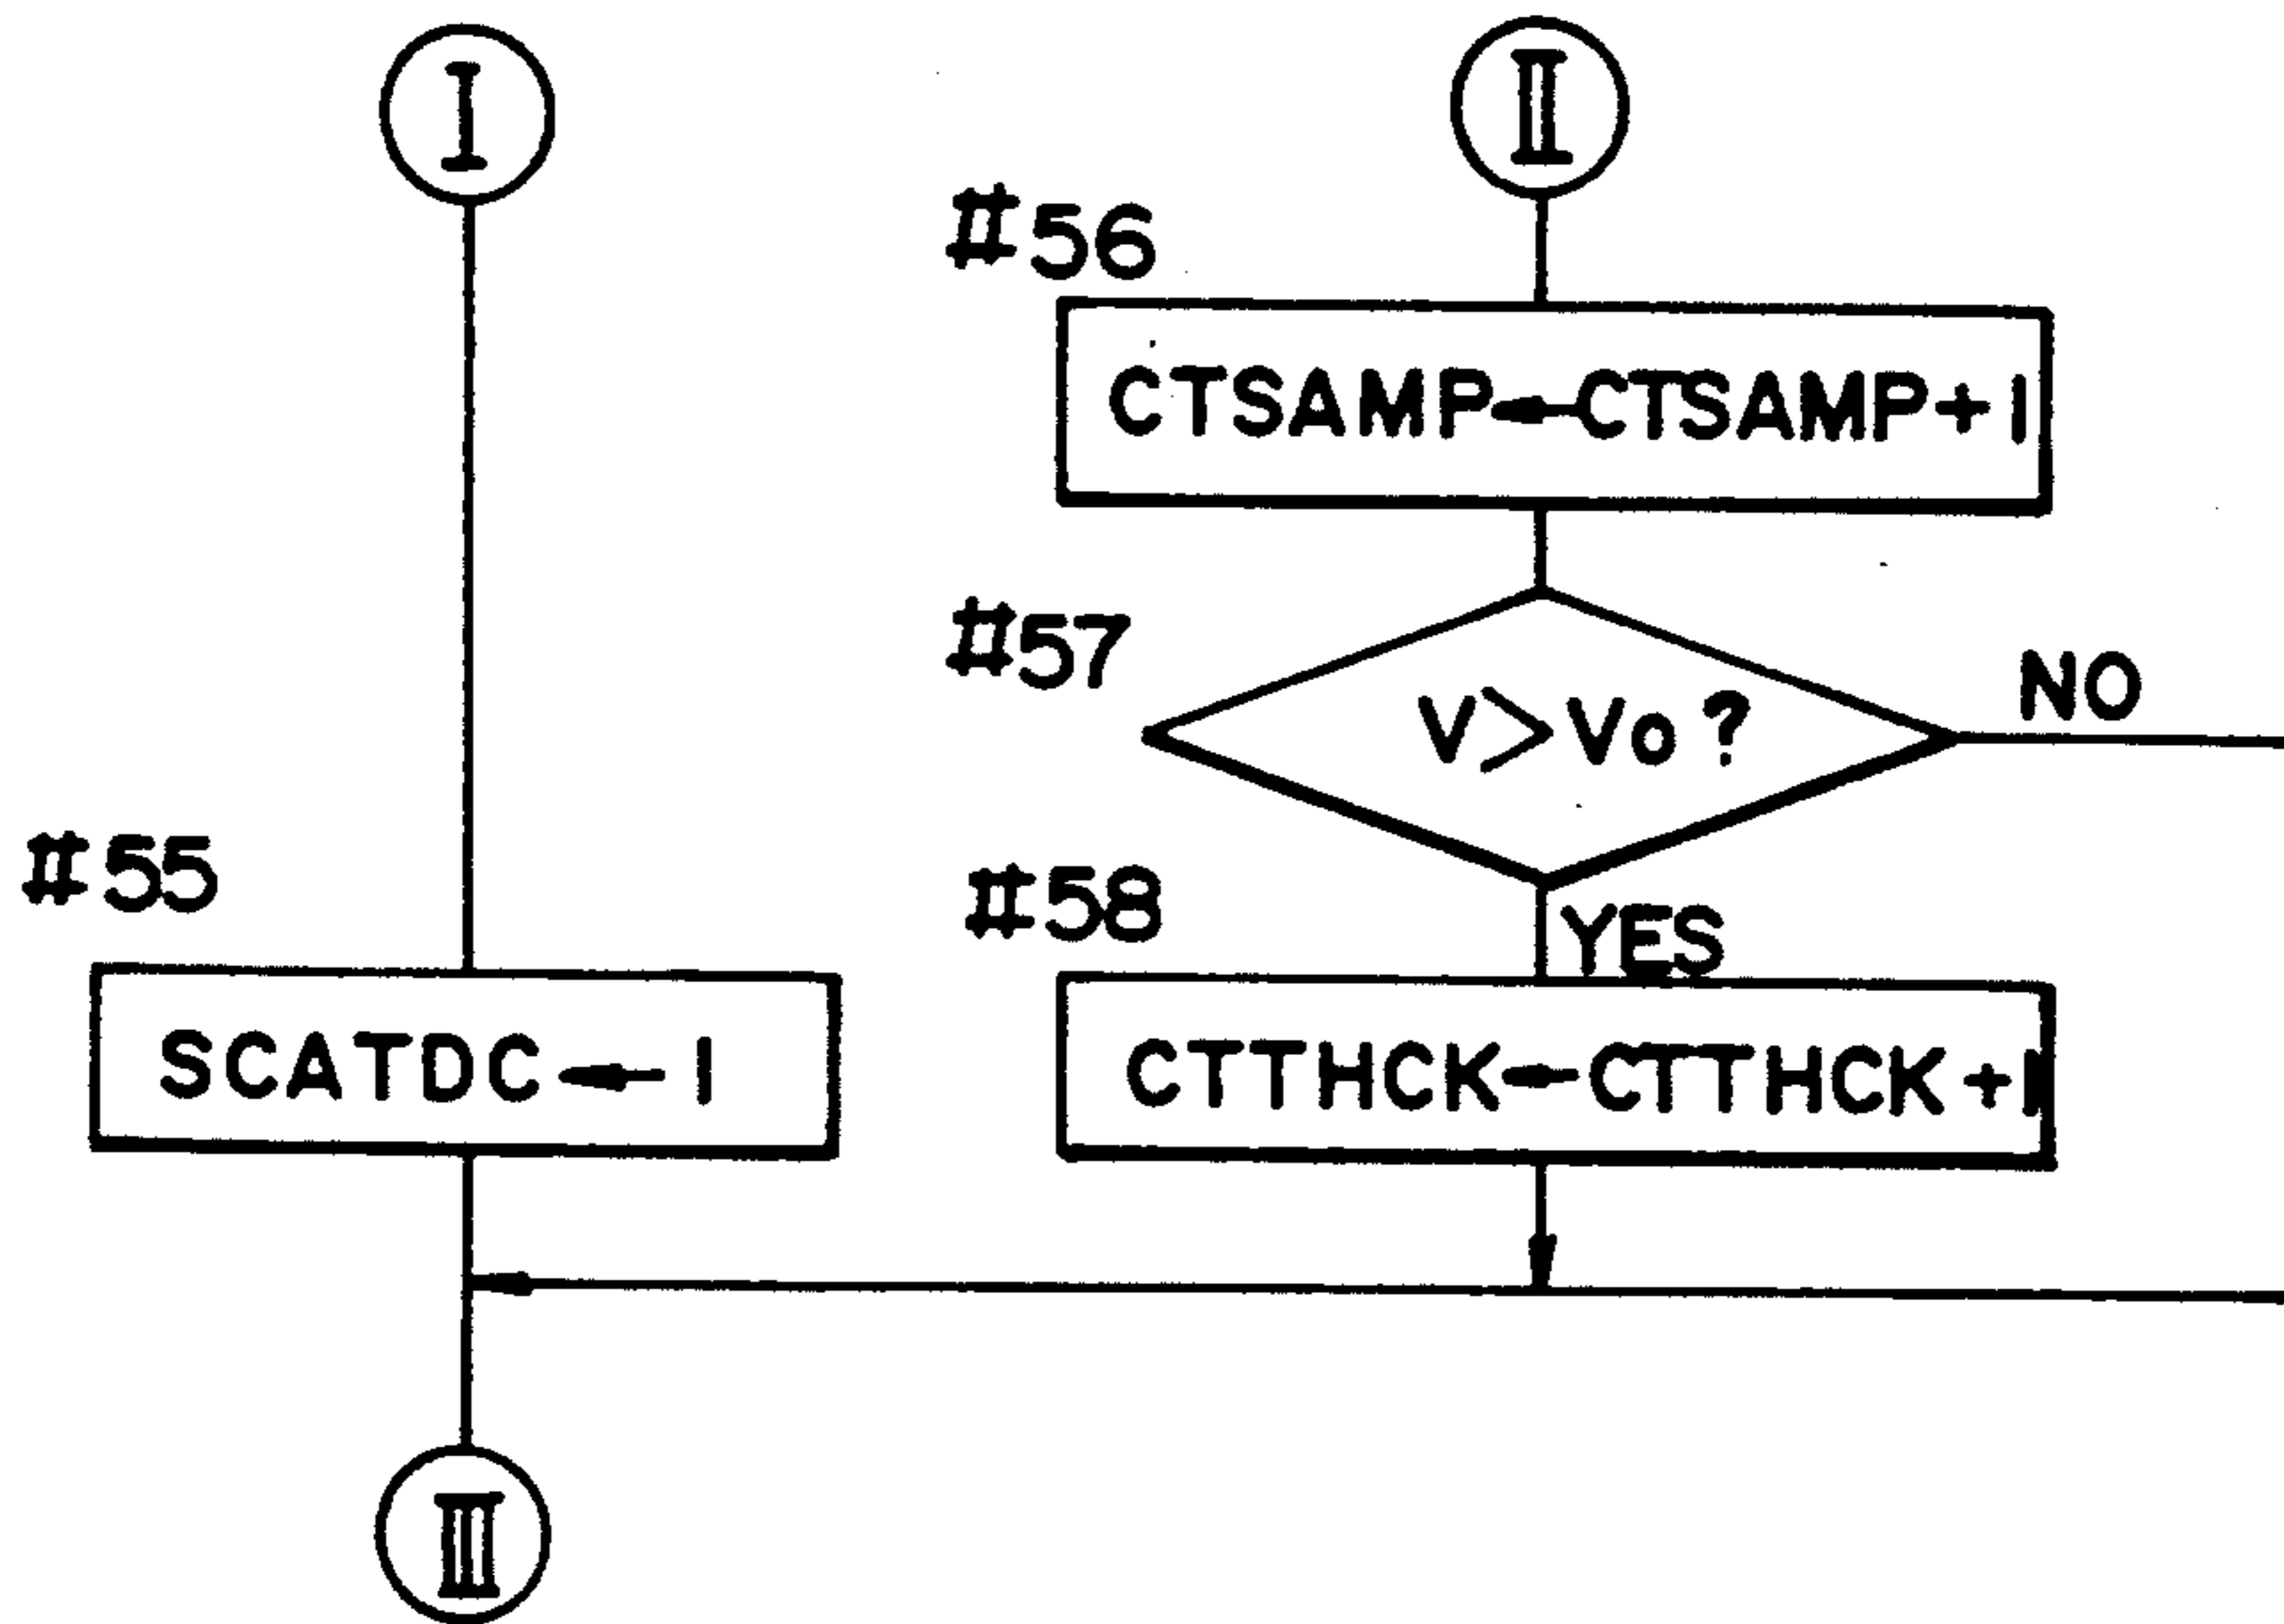 I
II
#56
CTSAMP←CTSAMP+1
#57
V>Vo?
NO
#55
#58
YES
SCATDC←1
CTTHCK←CTTHCK+1
III